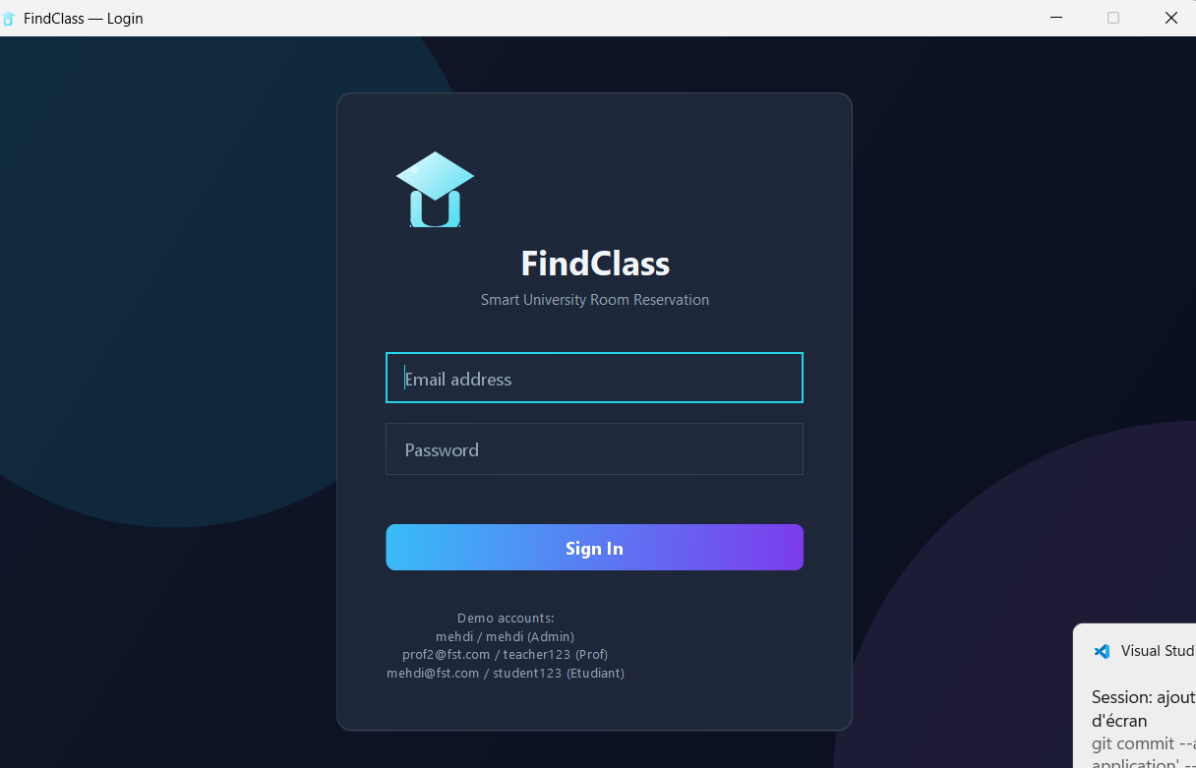 FindClass — Login
FindClass
Smart University Room Reservation
Email address
Password
Sign In
Demo accounts:
mehdi / mehdi (Admin)
prof2@fst.com / teacher123 (Prof)
mehdi@fst.com / student123 (Etudiant)
Visual Stud
Session: ajout
d'écran
git commit --a
application' --